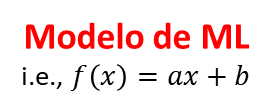 Modelo de ML
i.e., f(x) = ax + b